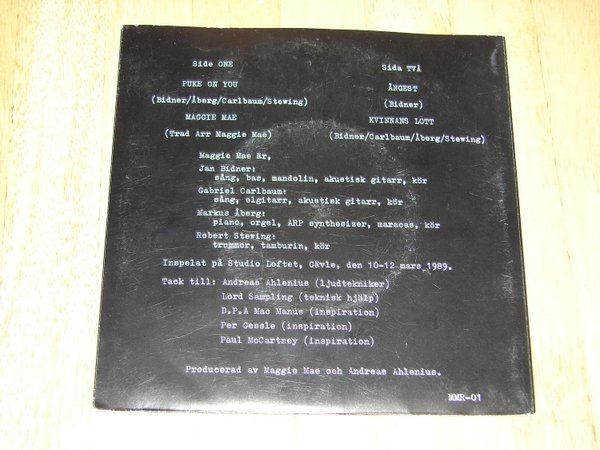 Side ONE
PUKE ON YOU
(Bidner/Åberg/Carlbaum/Stewing)
MAGGIE MAE
(Trad Arr Maggie Mae)
Sida TVÅ
ÅNGEST
(Bidner)
KVINNANS LOTT
(Bidner/Carlbaum/Åberg/Stewing)
Maggie Mae är,
Jan Bidner:
sång, bas, mandolin, akustisk gitarr, kör
Gabriel Carlbaum:
sång, elgitarr, akustisk gitarr, kör
Markus Åberg:
piano, orgel, ARP synthesizer, maracas, kör
Robert Stewing:
trummor, tamburin, kör
Inspelat på Studio Loftet, Gävle, den 10-12 mars 1989.
Tack till: Andreas Ahlenius (ljudtekniker)
Lord Sampling (teknisk hjälp)
D.P.A Mac Manus (inspiration)
Per Gessle (inspiration)
Paul McCartney (inspiration)
Producerad av Maggie Mae och Andreas Ahlenius.
MMR-01